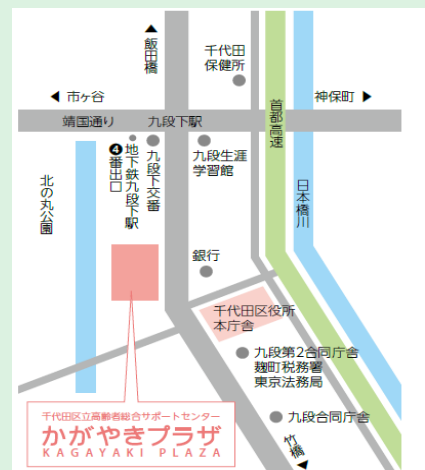 ▲飯田橋
千代田
保健所
◀ 市ヶ谷
神保町 ▶
首都高速
靖国通り
九段下駅
❹番出口
地下鉄九段下駅
九段下交番
九段生涯
学習館
北の丸公園
日本橋川
銀行
千代田区役所
本庁舎
九段第2合同庁舎
麹町税務署
東京法務局
九段合同庁舎
竹橋▼
千代田区立高齢者総合サポートセンター
かがやきプラザ
KAGAYAKI PLAZA